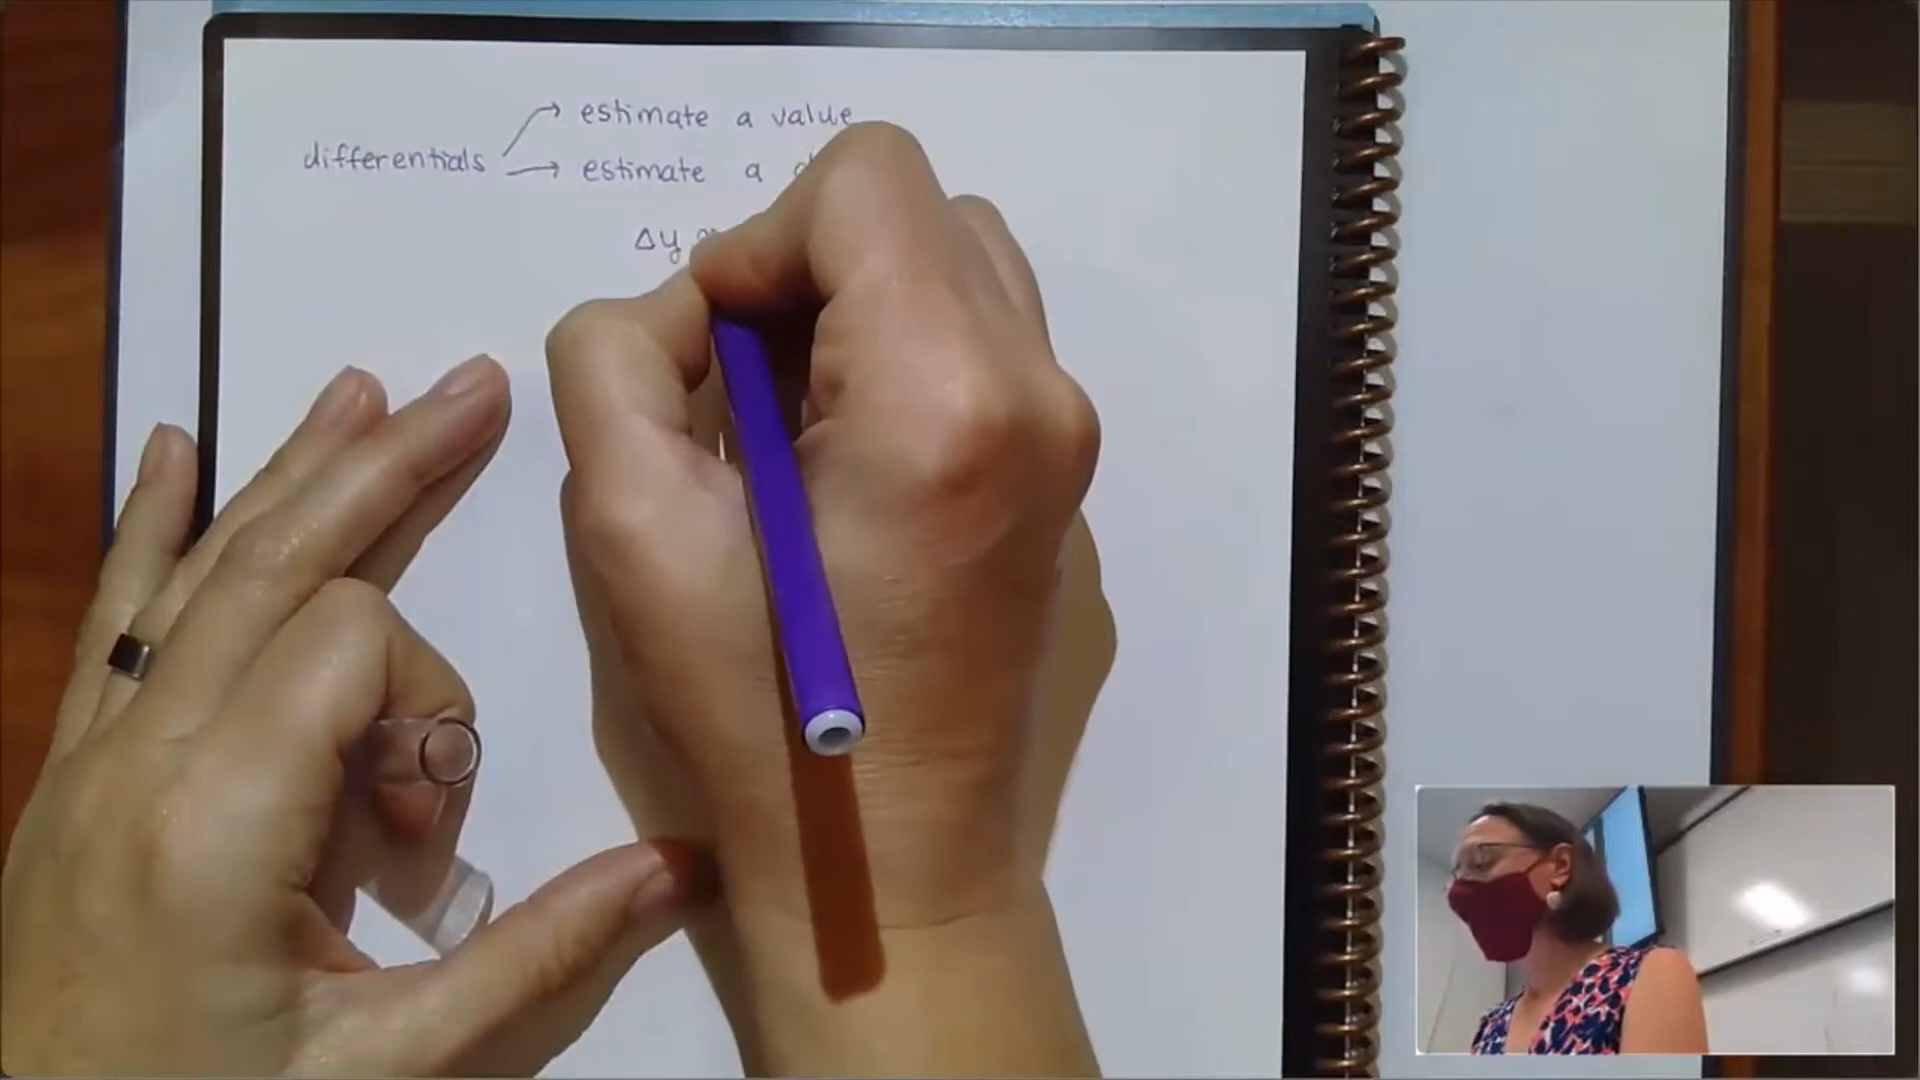 estimate a value
differentials
estimate a
Δy